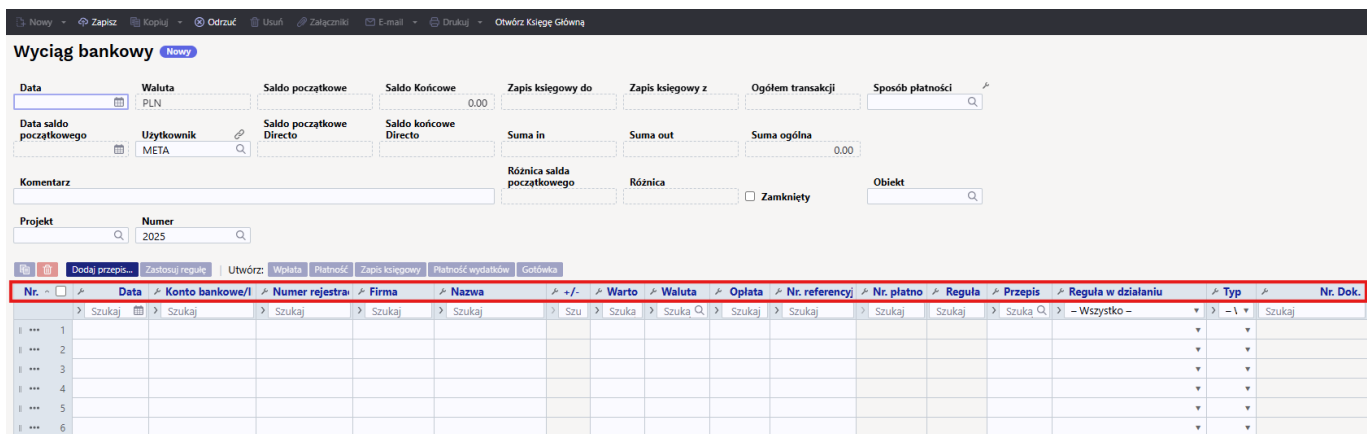 Nowy Zapisz Kopiuj Odrzuć Usuń Załączniki E-mail Drukuj Otwórz Księgę Główną
Wyciąg bankowy Nowy
Data Waluta Saldo początkowe Saldo Końcowe Zapis księgowy do Zapis księgowy z Ogółem transakcji Sposób płatności
PLN 0.00
Data saldo początkowego Użytkownik Saldo początkowe Directo Saldo końcowe Directo Suma in Suma out Suma ogólna
META 0.00
Komentarz Różnica salda początkowego Różnica Zamknięty Obiekt
Projekt Numer
2025
Dodaj przepis... Zastosuj regułę | Utwórz: Wpłata Płatność Zapis księgowy Płatność wydatków Gotówka
Nr. Data Konto bankowe/I Numer rejestra Firma Nazwa +/- Warto Waluta Opłata Nr. referencyj Nr. płatno Reguła Przepis Reguła w działaniu Typ Nr. Dok.
Szukaj Szukaj Szukaj Szukaj Szukaj Szu Szuka Szuka Szukaj Szukaj Szukaj Szukaj Szuka – Wszystko – – \ Szukaj
1
2
3
4
5
6